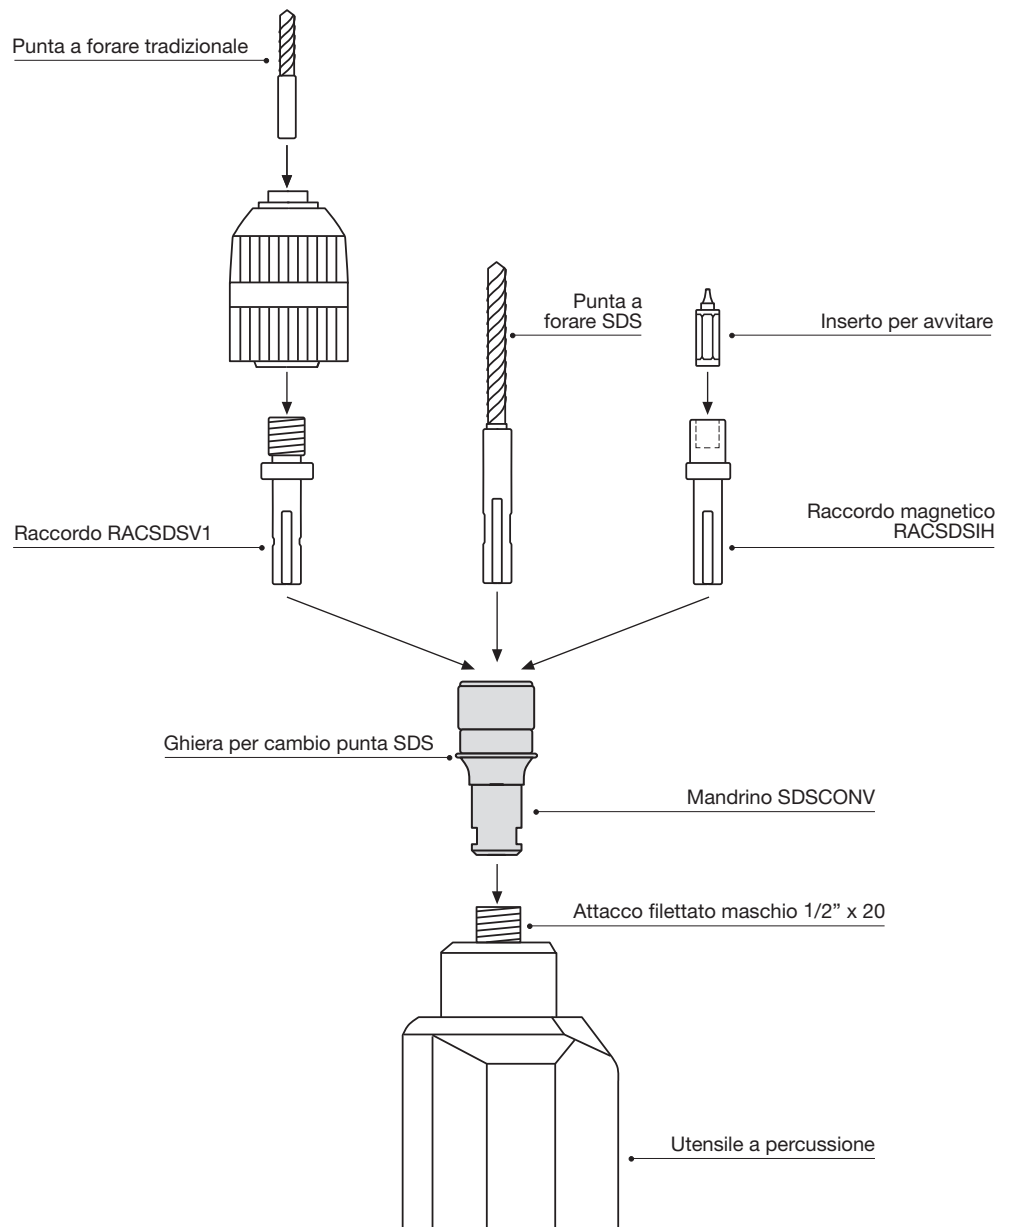 Punta a forare tradizionale
Punta a
forare SDS
Inserto per avvitare
Raccordo RACSDSV1
Raccordo magnetico
RACSDSIH
Ghiera per cambio punta SDS
Mandrino SDSCONV
Attacco filettato maschio 1/2” x 20
Utensile a percussione